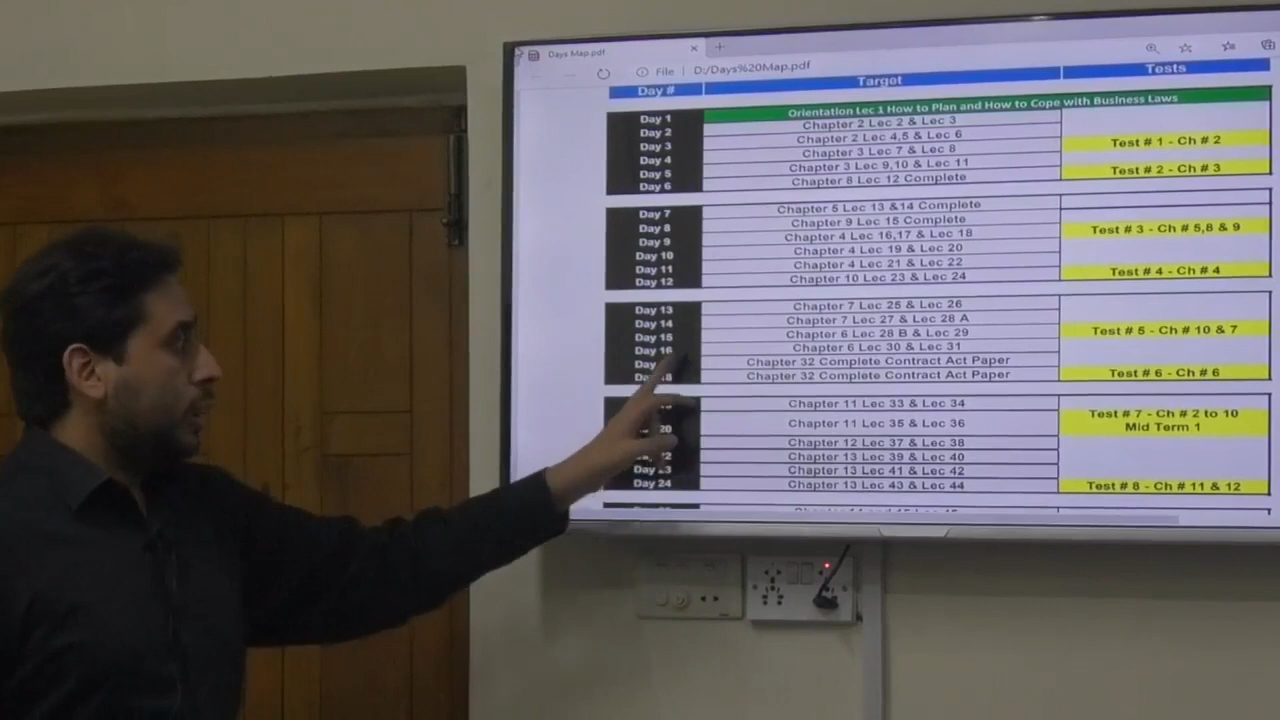 Days Map.pdf
File | D:/Days%20Map.pdf
Day # Target Tests
Orientation Lec 1 How to Plan and How to Cope with Business Laws
Day 1 Chapter 2 Lec 2 & Lec 3
Day 2 Chapter 2 Lec 4,5 & Lec 6
Day 3 Chapter 3 Lec 7 & Lec 8 Test # 1 - Ch # 2
Day 4 Chapter 3 Lec 9,10 & Lec 11
Day 5 Chapter 8 Lec 12 Complete Test # 2 - Ch # 3
Day 6
Day 7 Chapter 5 Lec 13 &14 Complete
Day 8 Chapter 9 Lec 15 Complete Test # 3 - Ch # 5,8 & 9
Day 9 Chapter 4 Lec 16,17 & Lec 18
Day 10 Chapter 4 Lec 19 & Lec 20
Day 11 Chapter 4 Lec 21 & Lec 22 Test # 4 - Ch # 4
Day 12 Chapter 10 Lec 23 & Lec 24
Day 13 Chapter 7 Lec 25 & Lec 26
Day 14 Chapter 7 Lec 27 & Lec 28 A
Day 15 Chapter 6 Lec 28 B & Lec 29 Test # 5 - Ch # 10 & 7
Day 16 Chapter 6 Lec 30 & Lec 31
Day Chapter 32 Complete Contract Act Paper
Chapter 32 Complete Contract Act Paper Test # 6 - Ch # 6
Chapter 11 Lec 33 & Lec 34 Test # 7 - Ch # 2 to 10
20 Chapter 11 Lec 35 & Lec 36 Mid Term 1
Chapter 12 Lec 37 & Lec 38
Chapter 13 Lec 39 & Lec 40
Chapter 13 Lec 41 & Lec 42
Day 24 Chapter 13 Lec 43 & Lec 44 Test # 8 - Ch # 11 & 12